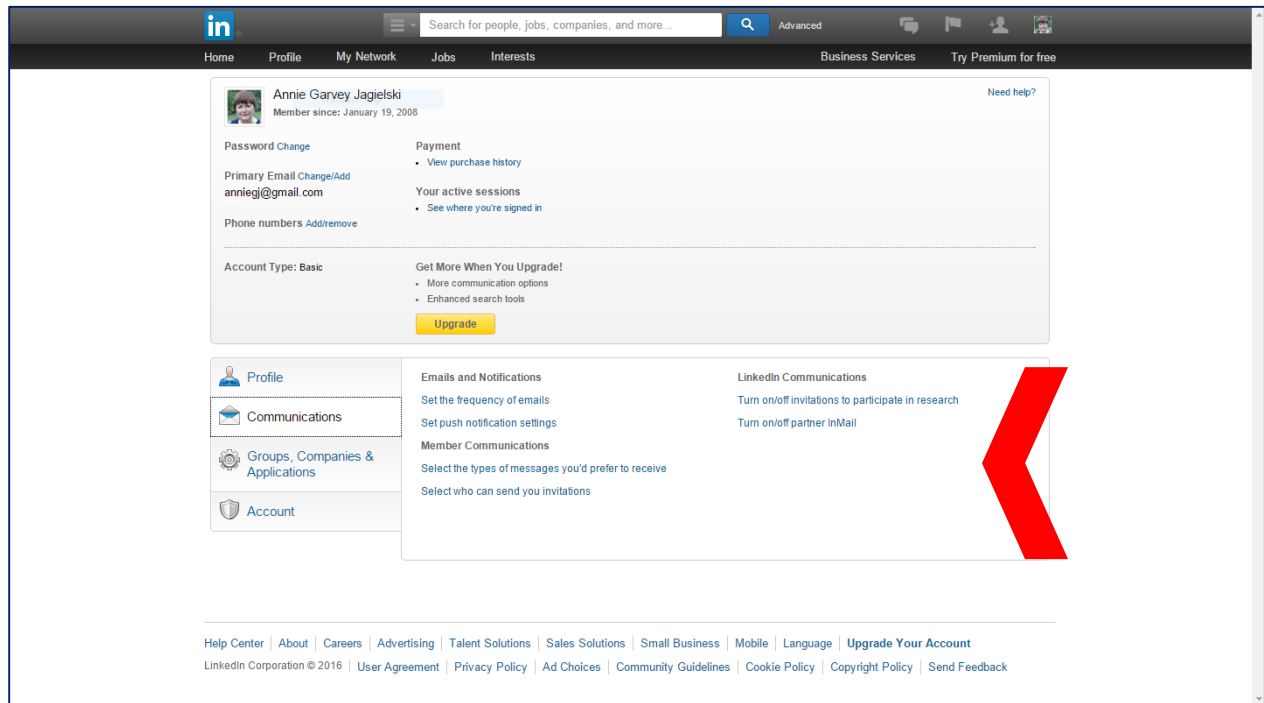 in
Search for people, jobs, companies, and more...
Advanced
Home Profile My Network Jobs Interests Business Services Try Premium for free
Annie Garvey Jagielski
Need help?
Member since: January 19, 2008
Password Change
Primary Email Change/Add
anniegj@gmail.com
Phone numbers Add/remove
Payment
• View purchase history
Your active sessions
• See where you're signed in
Account Type: Basic
Get More When You Upgrade!
• More communication options
• Enhanced search tools
Upgrade
Profile
Communications
Groups, Companies &
Applications
Account
Emails and Notifications
Set the frequency of emails
Set push notification settings
Member Communications
Select the types of messages you'd prefer to receive
Select who can send you invitations
LinkedIn Communications
Turn on/off invitations to participate in research
Turn on/off partner InMail
Help Center | About | Careers | Advertising | Talent Solutions | Sales Solutions | Small Business | Mobile | Language | Upgrade Your Account
LinkedIn Corporation © 2016 | User Agreement | Privacy Policy | Ad Choices | Community Guidelines | Cookie Policy | Copyright Policy | Send Feedback